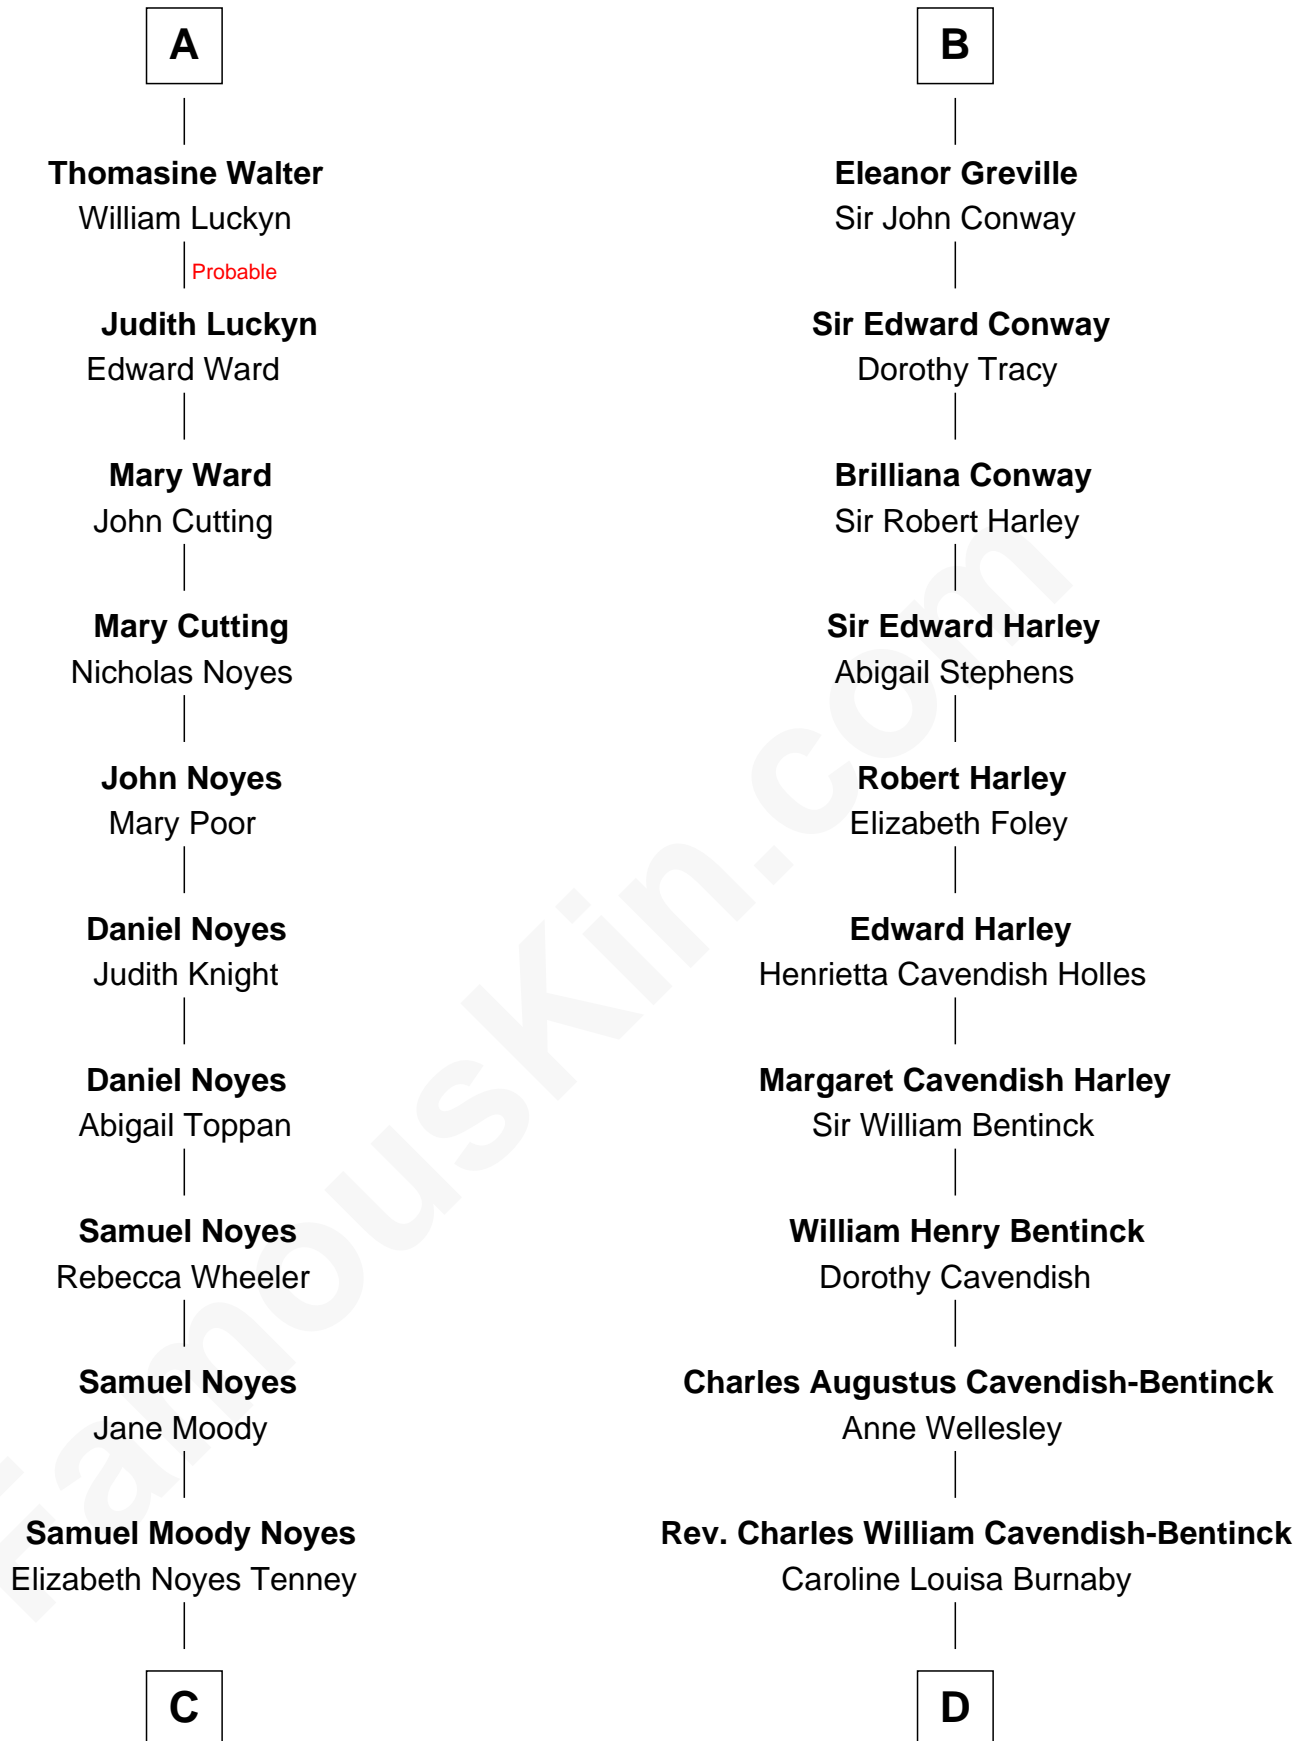 A
Thomasine Walter
William Luckyn
Probable
Judith Luckyn
Edward Ward
Mary Ward
John Cutting
Mary Cutting
Nicholas Noyes
John Noyes
Mary Poor
Daniel Noyes
Judith Knight
Daniel Noyes
Abigail Toppan
Samuel Noyes
Rebecca Wheeler
Samuel Noyes
Jane Moody
Samuel Moody Noyes
Elizabeth Noyes Tenney
C
B
Eleanor Greville
Sir John Conway
Sir Edward Conway
Dorothy Tracy
Brilliana Conway
Sir Robert Harley
Sir Edward Harley
Abigail Stephens
Robert Harley
Elizabeth Foley
Edward Harley
Henrietta Cavendish Holles
Margaret Cavendish Harley
Sir William Bentinck
William Henry Bentinck
Dorothy Cavendish
Charles Augustus Cavendish-Bentinck
Anne Wellesley
Rev. Charles William Cavendish-Bentinck
Caroline Louisa Burnaby
D
FamousKin.com